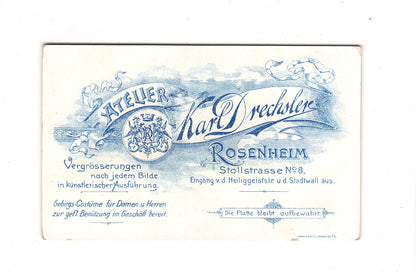 ATELIER
Karl Drechsler
ROSENHEIM
Stollstrasse No 8,
Eingang v. d. Heiliggeiststr. u. d. Stadtwall aus.
Vergrösserungen
nach jedem Bilde
in künstlerischer Ausführung.
Gebirgs-Costüme für Damen u. Herren
zur gefl. Benützung im Geschäft bereit.
Die Platte bleibt aufbewahrt.